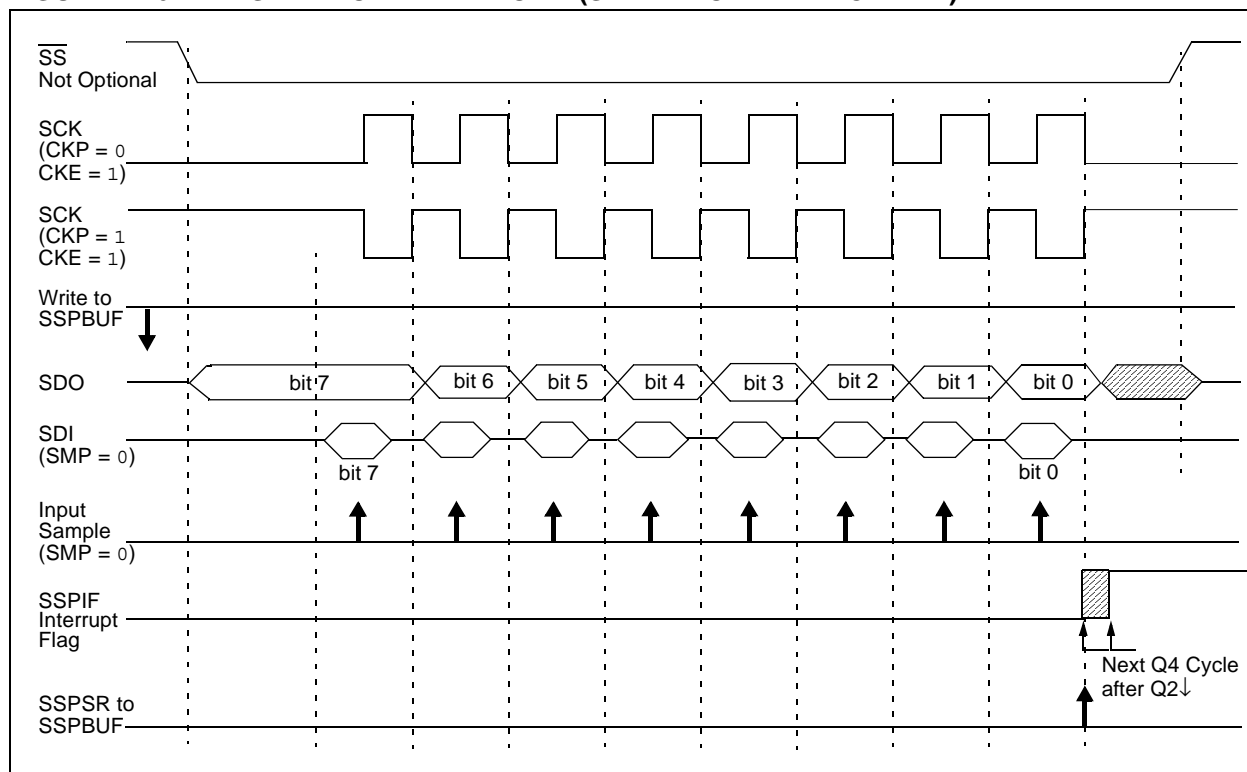 SS
Not Optional
SCK
(CKP = 0
CKE = 1)
SCK
(CKP = 1
CKE = 1)
Write to
SSPBUF
SDO
bit 7
bit 6
bit 5
bit 4
bit 3
bit 2
bit 1
bit 0
SDI
(SMP = 0)
bit 7
bit 0
Input
Sample
(SMP = 0)
SSPIF
Interrupt
Flag
Next Q4 Cycle
after Q2↓
SSPSR to
SSPBUF